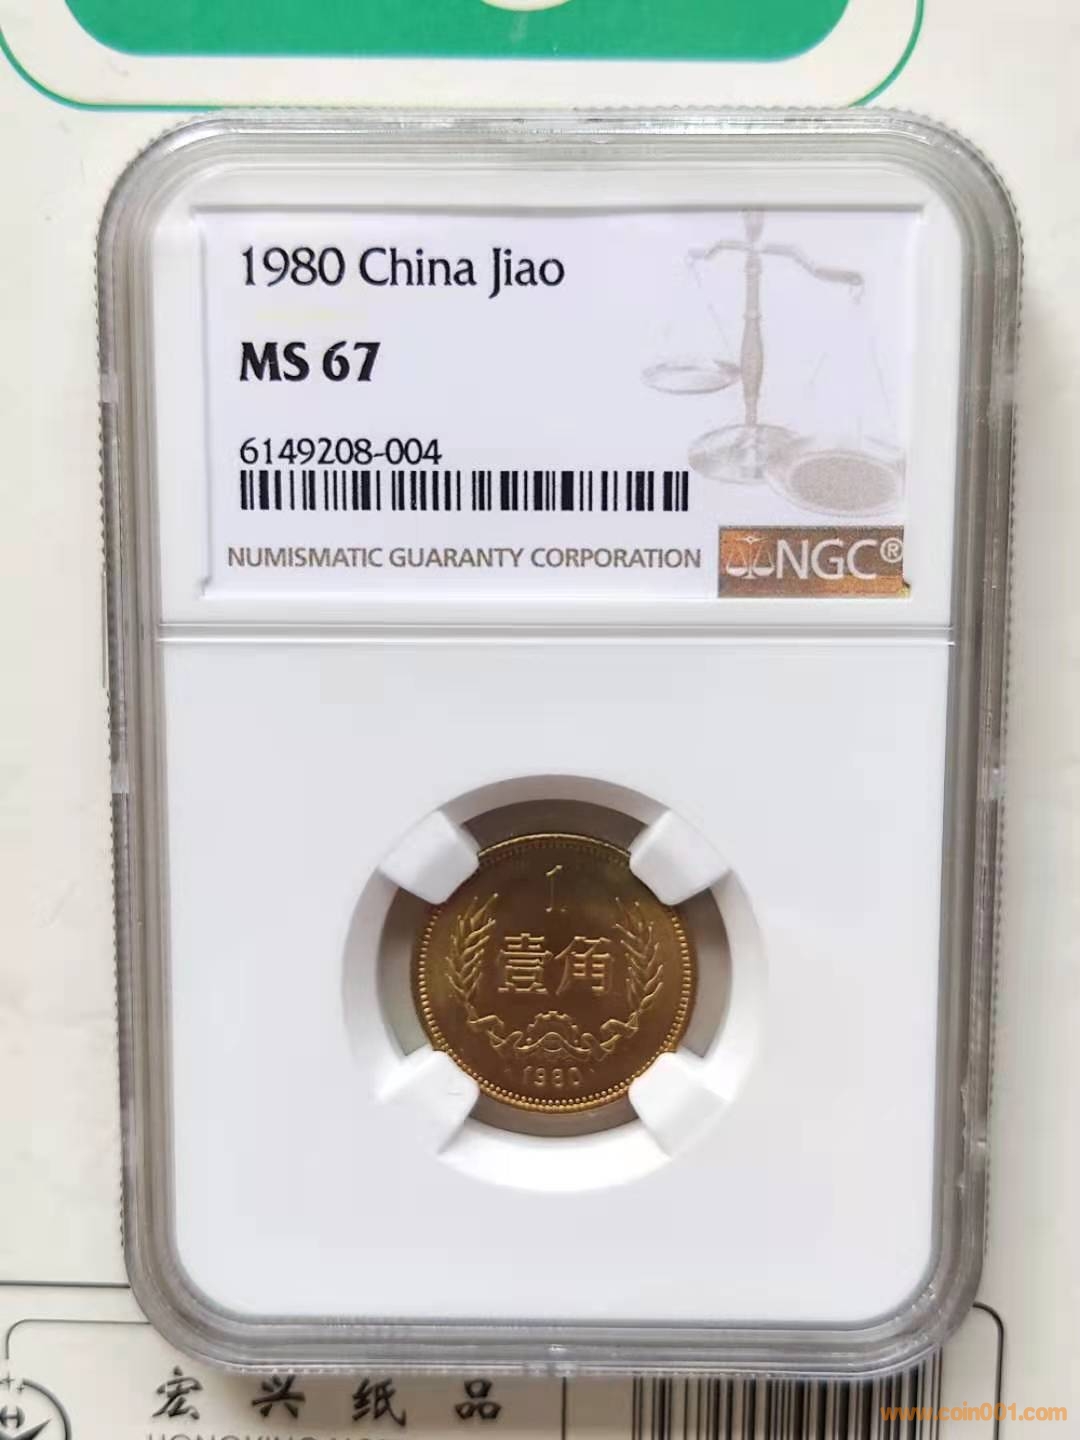 1980 China Jiao
MS 67
6149208-004
NUMISMATIC GUARANTY CORPORATION
NGC®
1
壹角
1980
宏兴纸品
www.coin001.com